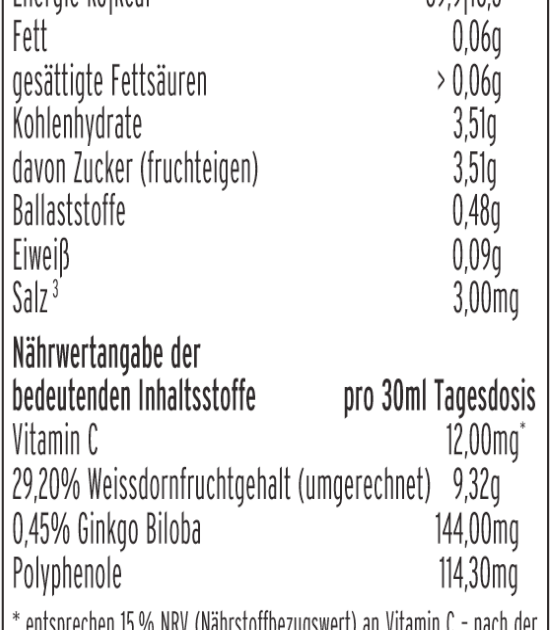 Energie kj/kcal
Fett 0,06g
gesättigte Fettsäuren > 0,06g
Kohlenhydrate 3,51g
davon Zucker (fruchteigen) 3,51g
Ballaststoffe 0,48g
Eiweiß 0,09g
Salz ³ 3,00mg
Nährwertangabe der
bedeutenden Inhaltsstoffe pro 30ml Tagesdosis
Vitamin C 12,00mg*
29,20% Weissdornfruchtgehalt (umgerechnet) 9,32g
0,45% Ginkgo Biloba 144,00mg
Polyphenole 114,30mg
* entsprechen 15 % NRV (Nährstoffbezugswert) an Vitamin C - nach der